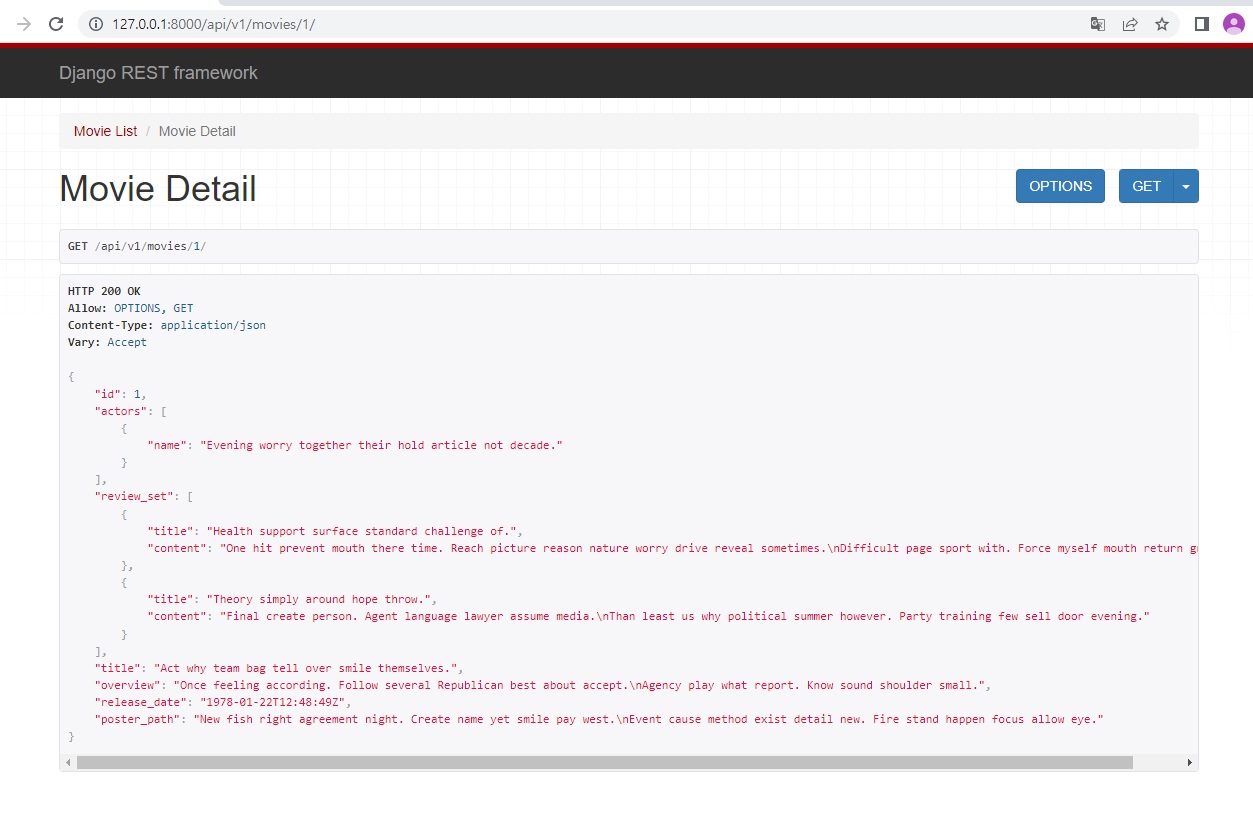 127.0.0.1:8000/api/v1/movies/1/
Django REST framework
Movie List / Movie Detail
Movie Detail
OPTIONS GET
GET /api/v1/movies/1/
HTTP 200 OK
Allow: OPTIONS, GET
Content-Type: application/json
Vary: Accept
{
    "id": 1,
    "actors": [
        {
            "name": "Evening worry together their hold article not decade."
        }
    ],
    "review_set": [
        {
            "title": "Health support surface standard challenge of.",
            "content": "One hit prevent mouth there time. Reach picture reason nature worry drive reveal sometimes.\nDifficult page sport with. Force myself mouth return
        },
        {
            "title": "Theory simply around hope throw.",
            "content": "Final create person. Agent language lawyer assume media.\nThan least us why political summer however. Party training few sell door evening."
        }
    ],
    "title": "Act why team bag tell over smile themselves.",
    "overview": "Once feeling according. Follow several Republican best about accept.\nAgency play what report. Know sound shoulder small.",
    "release_date": "1978-01-22T12:48:49Z",
    "poster_path": "New fish right agreement night. Create name yet smile pay west.\nEvent cause method exist detail new. Fire stand happen focus allow eye."
}